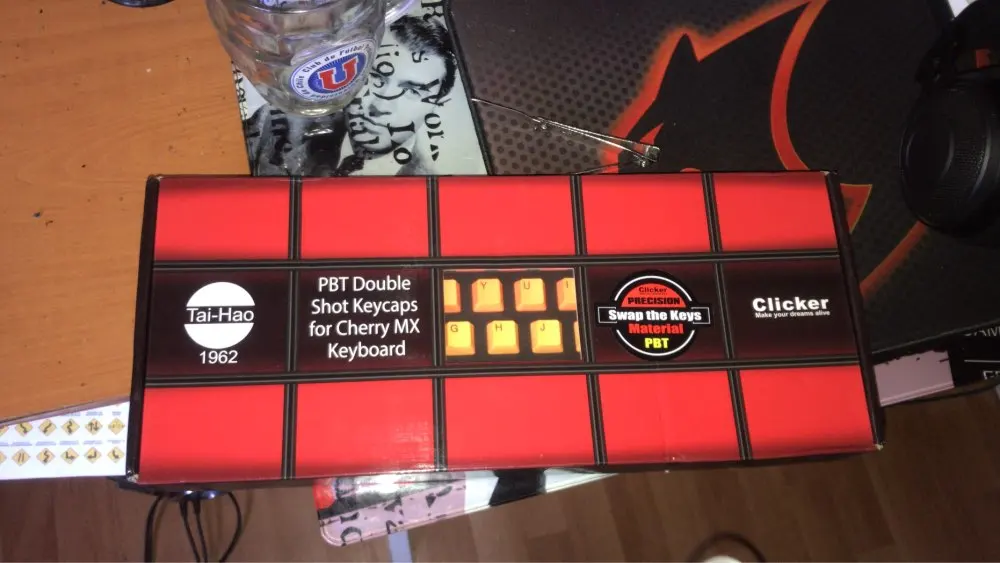 Tai-Hao
1962
PBT Double
Shot Keycaps
for Cherry MX
Keyboard
Y U I
G H J
Clicker
PRECISION
Swap the Keys
Material
PBT
Clicker
Make your dreams alive